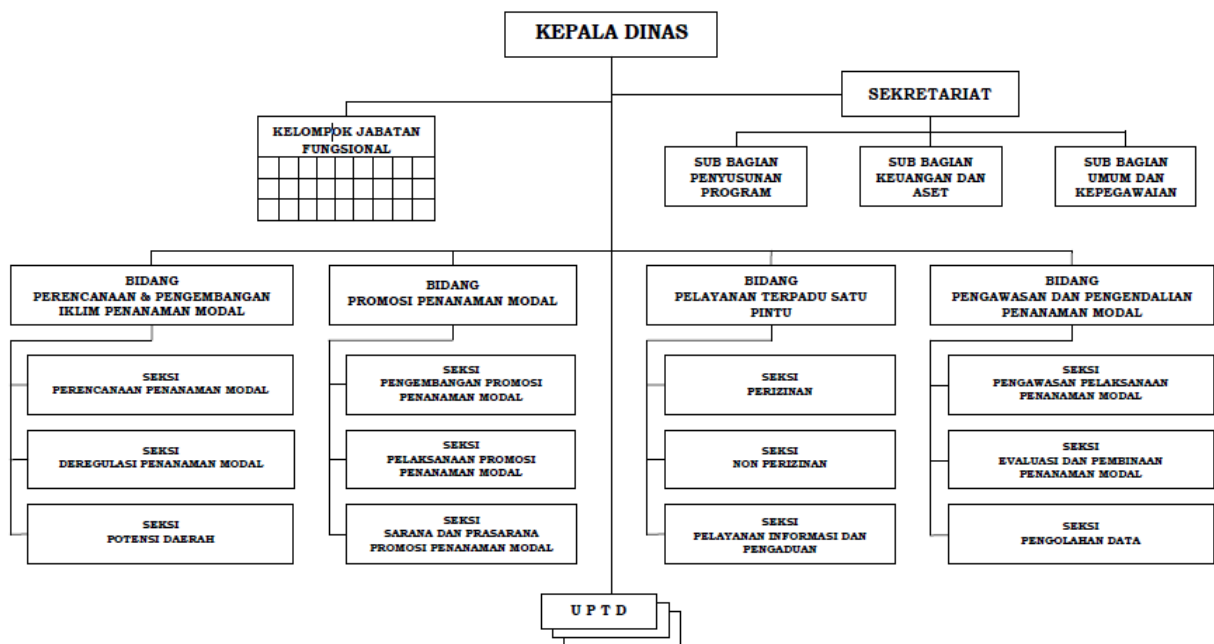 KEPALA DINAS
SEKRETARIAT
KELOMPOK JABATAN
FUNGSIONAL
SUB BAGIAN
PENYUSUNAN
PROGRAM
SUB BAGIAN
KEUANGAN DAN
ASET
SUB BAGIAN
UMUM DAN
KEPEGAWAIAN
BIDANG
PERENCANAAN & PENGEMBANGAN
IKLIM PENANAMAN MODAL
BIDANG
PROMOSI PENANAMAN MODAL
BIDANG
PELAYANAN TERPADU SATU
PINTU
BIDANG
PENGAWASAN DAN PENGENDALIAN
PENANAMAN MODAL
SEKSI
PERENCANAAN PENANAMAN MODAL
SEKSI
PENGEMBANGAN PROMOSI
PENANAMAN MODAL
SEKSI
PERIZINAN
SEKSI
PENGAWASAN PELAKSANAAN
PENANAMAN MODAL
SEKSI
DEREGULASI PENANAMAN MODAL
SEKSI
PELAKSANAAN PROMOSI
PENANAMAN MODAL
SEKSI
NON PERIZINAN
SEKSI
EVALUASI DAN PEMBINAAN
PENANAMAN MODAL
SEKSI
POTENSI DAERAH
SEKSI
SARANA DAN PRASARANA
PROMOSI PENANAMAN MODAL
SEKSI
PELAYANAN INFORMASI DAN
PENGADUAN
SEKSI
PENGOLAHAN DATA
U P T D